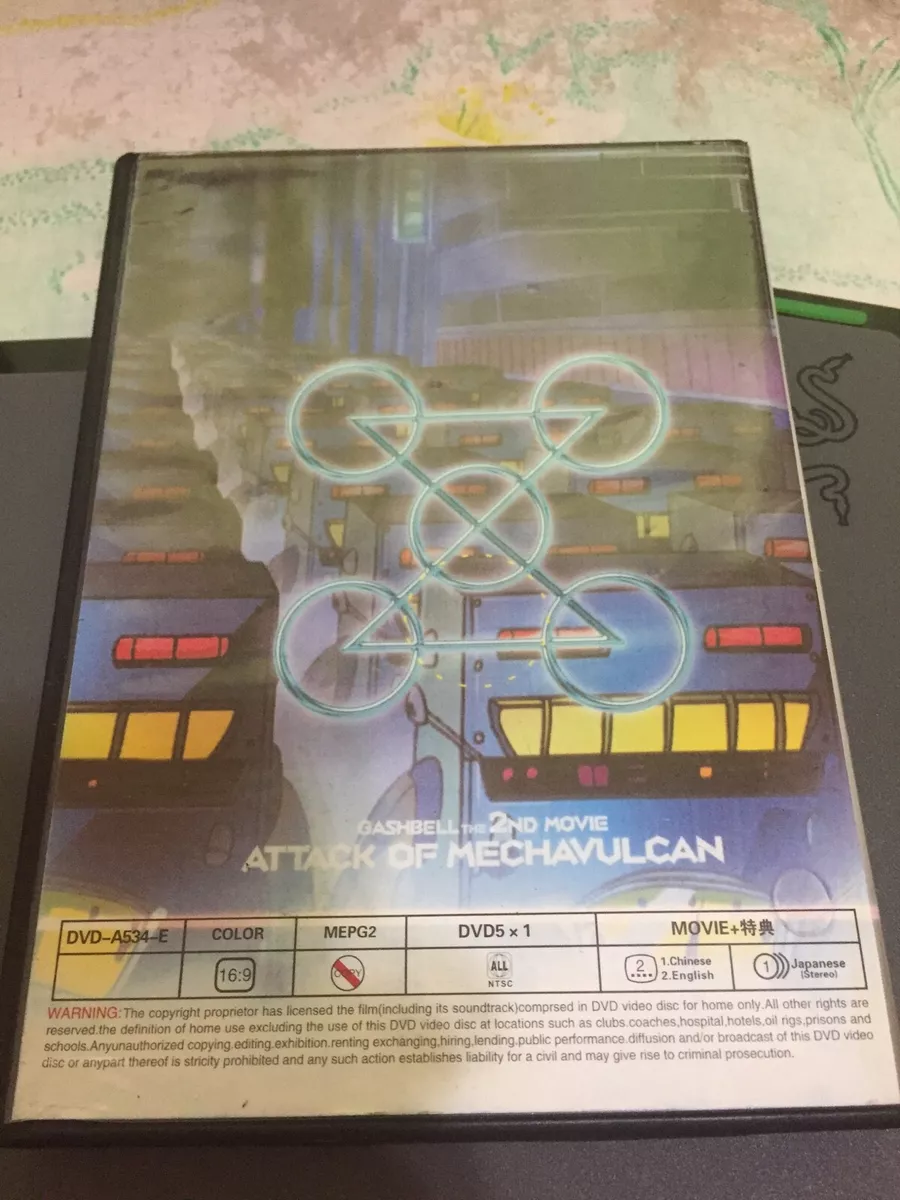 GASHBELL THE 2ND MOVIE
ATTACK OF MECHAVULCAN
DVD-A534-E COLOR MEPG2 DVD5 × 1 MOVIE+特典
16:9 COPY ALL NTSC 2 1.Chinese 2.English 1 Japanese (Stereo)
WARNING: The copyright proprietor has licensed the film(including its soundtrack)comprsed in DVD video disc for home only.All other rights are
reserved.the definition of home use excluding the use of this DVD video disc at locations such as clubs.coaches,hospital,hotels,oil rigs,prisons and
schools.Anyunauthorized copying.editing.exhibition.renting exchanging,hiring,lending.public performance.diffusion and/or broadcast of this DVD video
disc or anypart thereof is stricity prohibited and any such action establishes liability for a civil and may give rise to criminal prosecution.